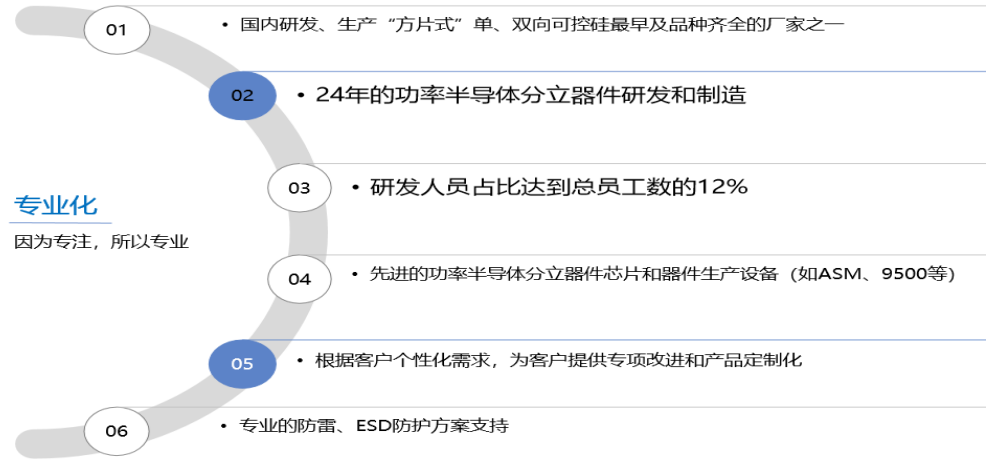 01
• 国内研发、生产“方片式”单、双向可控硅最早及品种齐全的厂家之一
02
• 24年的功率半导体分立器件研发和制造
03
• 研发人员占比达到总员工数的12%
专业化
因为专注，所以专业
04
• 先进的功率半导体分立器件芯片和器件生产设备（如ASM、9500等）
05
• 根据客户个性化需求，为客户提供专项改进和产品定制化
06
• 专业的防雷、ESD防护方案支持